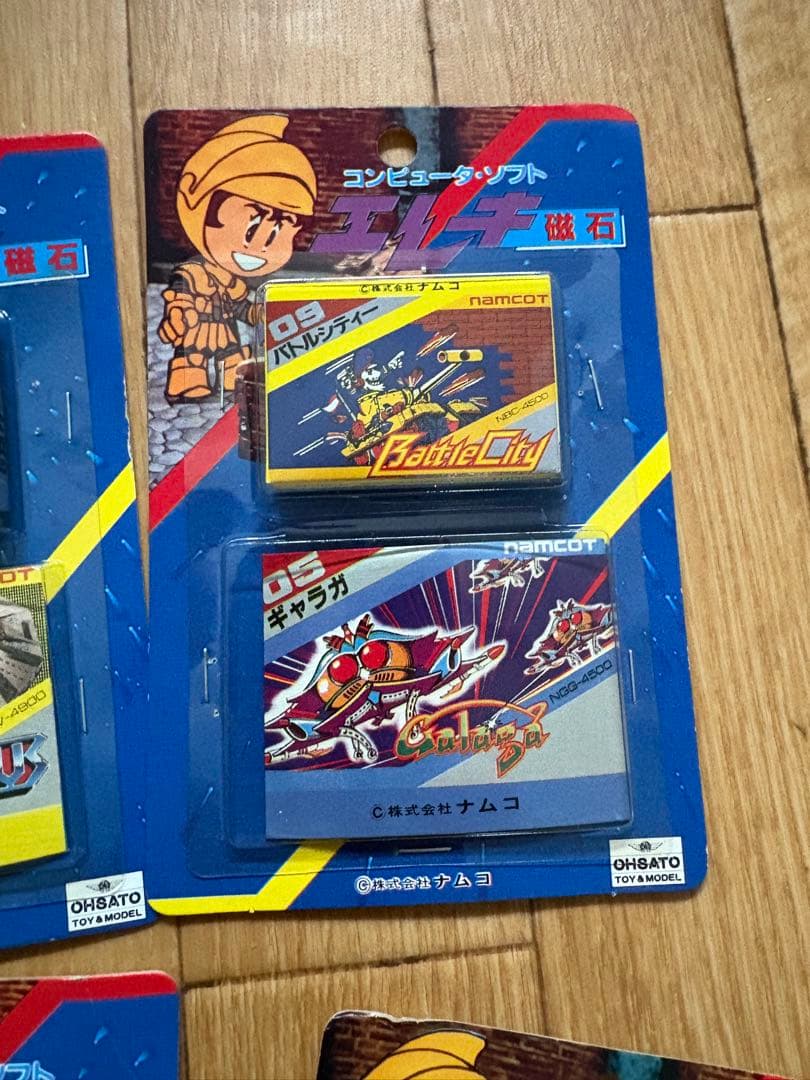 コンピュータ・ソフト
エレキ 磁石
©株式会社ナムコ
namcoT
09
バトルシティー
NBC-4500
BattleCity
namcoT
05
ギャラガ
NGG-4500
Galaga
©株式会社ナムコ
©株式会社ナムコ
OHSATO
TOY & MODEL
磁石
-4900
OHSATO
TOY & MODEL
フト